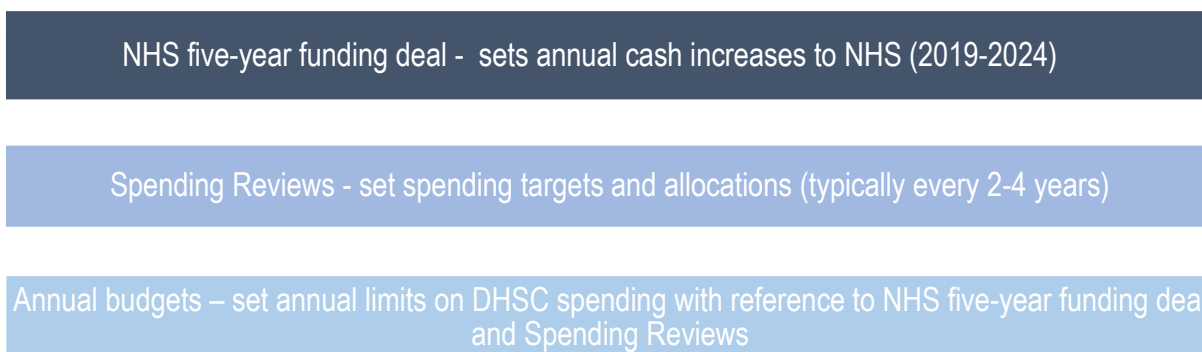 NHS five-year funding deal -  sets annual cash increases to NHS (2019-2024)
Spending Reviews - set spending targets and allocations (typically every 2-4 years)
Annual budgets – set annual limits on DHSC spending with reference to NHS five-year funding dea
and Spending Reviews